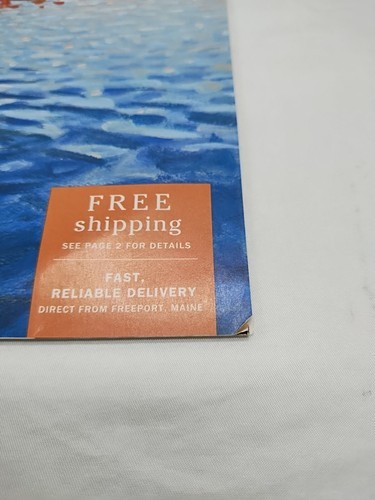 FREE
shipping
SEE PAGE 2 FOR DETAILS
FAST,
RELIABLE DELIVERY
DIRECT FROM FREEPORT, MAINE